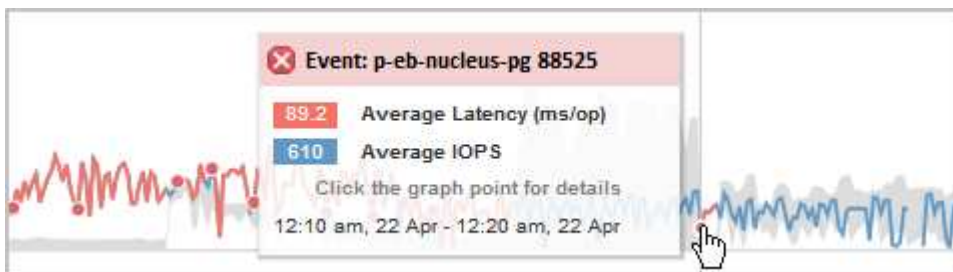 Event: p-eb-nucleus-pg 88525
89.2 Average Latency (ms/op)
610 Average IOPS
Click the graph point for details
12:10 am, 22 Apr - 12:20 am, 22 Apr